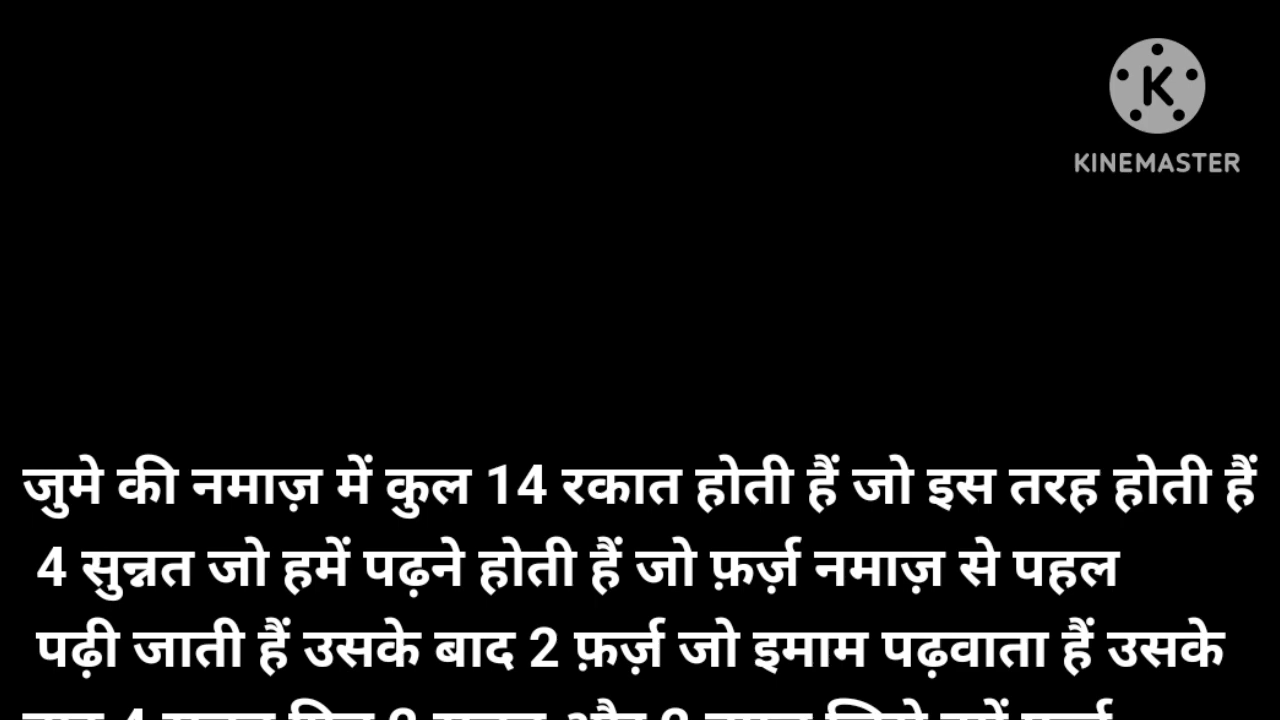 KINEMASTER
जुमे की नमाज़ में कुल 14 रकात होती हैं जो इस तरह होती हैं
4 सुन्नत जो हमें पढ़ने होती हैं जो फ़र्ज़ नमाज़ से पहल
पढ़ी जाती हैं उसके बाद 2 फ़र्ज़ जो इमाम पढ़वाता हैं उसके